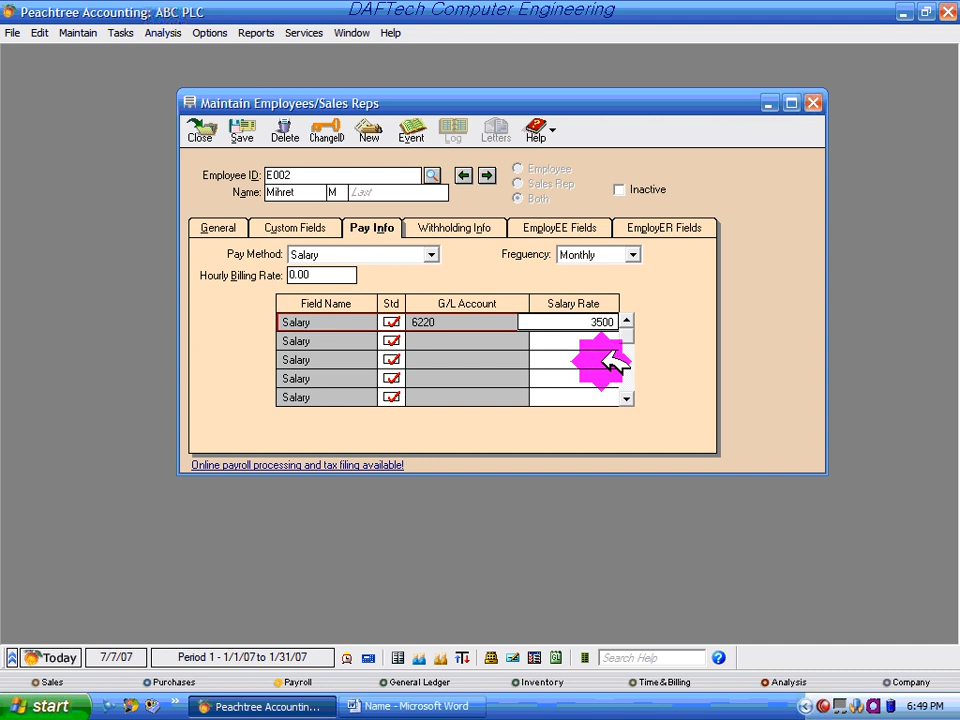 Peachtree Accounting: ABC PLC
DAFTech Computer Engineering
File Edit Maintain Tasks Analysis Options Reports Services Window Help
Maintain Employees/Sales Reps
Close Save Delete ChangeID New Event Log Letters Help
Employee ID: E002
Name: Mihret M Last
Employee
Sales Rep
Both
Inactive
General Custom Fields Pay Info Withholding Info EmployEE Fields EmployER Fields
Pay Method: Salary Frequency: Monthly
Hourly Billing Rate: 0.00
Field Name Std G/L Account Salary Rate
Salary 6220 3500
Salary
Salary
Salary
Salary
Online payroll processing and tax filing available!
Today 7/7/07 Period 1 - 1/1/07 to 1/31/07 Search Help
Sales Purchases Payroll General Ledger Inventory Time & Billing Analysis Company
start Peachtree Accountin... Name - Microsoft Word 6:49 PM